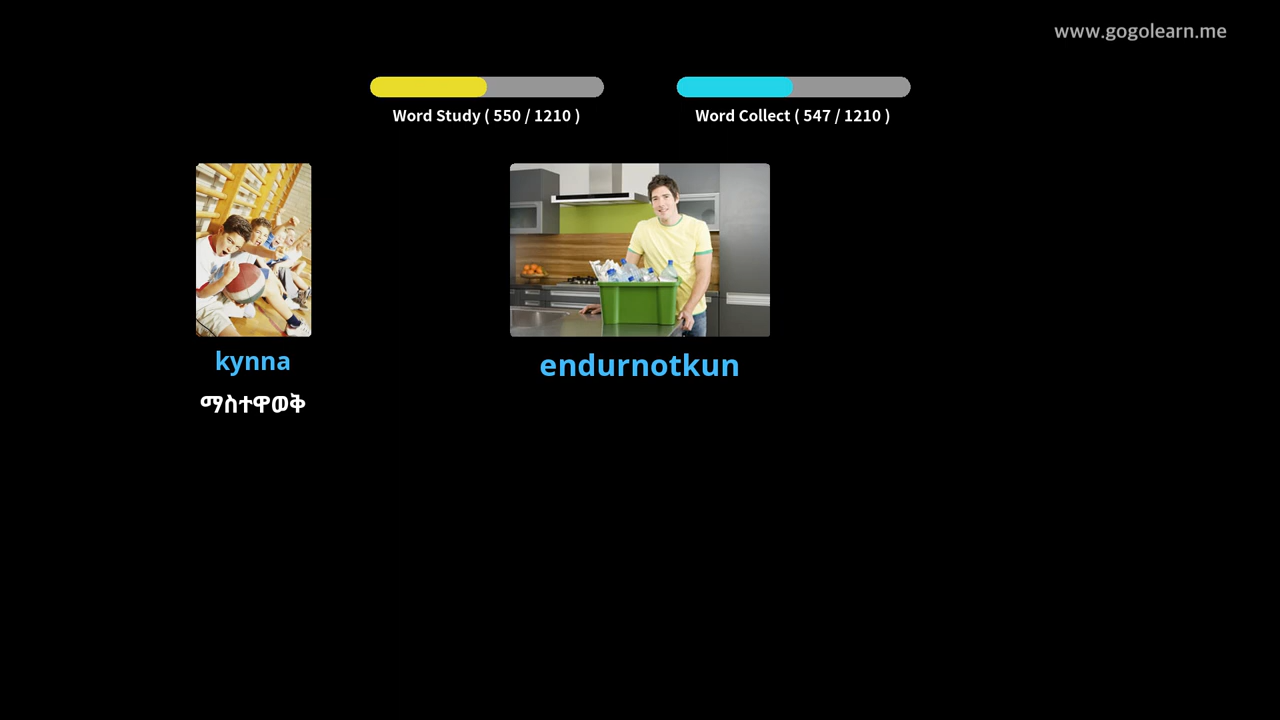 www.gogolearn.me
Word Study ( 550 / 1210 )
Word Collect ( 547 / 1210 )
kynna
ማስተዋወቅ
endurnotkun